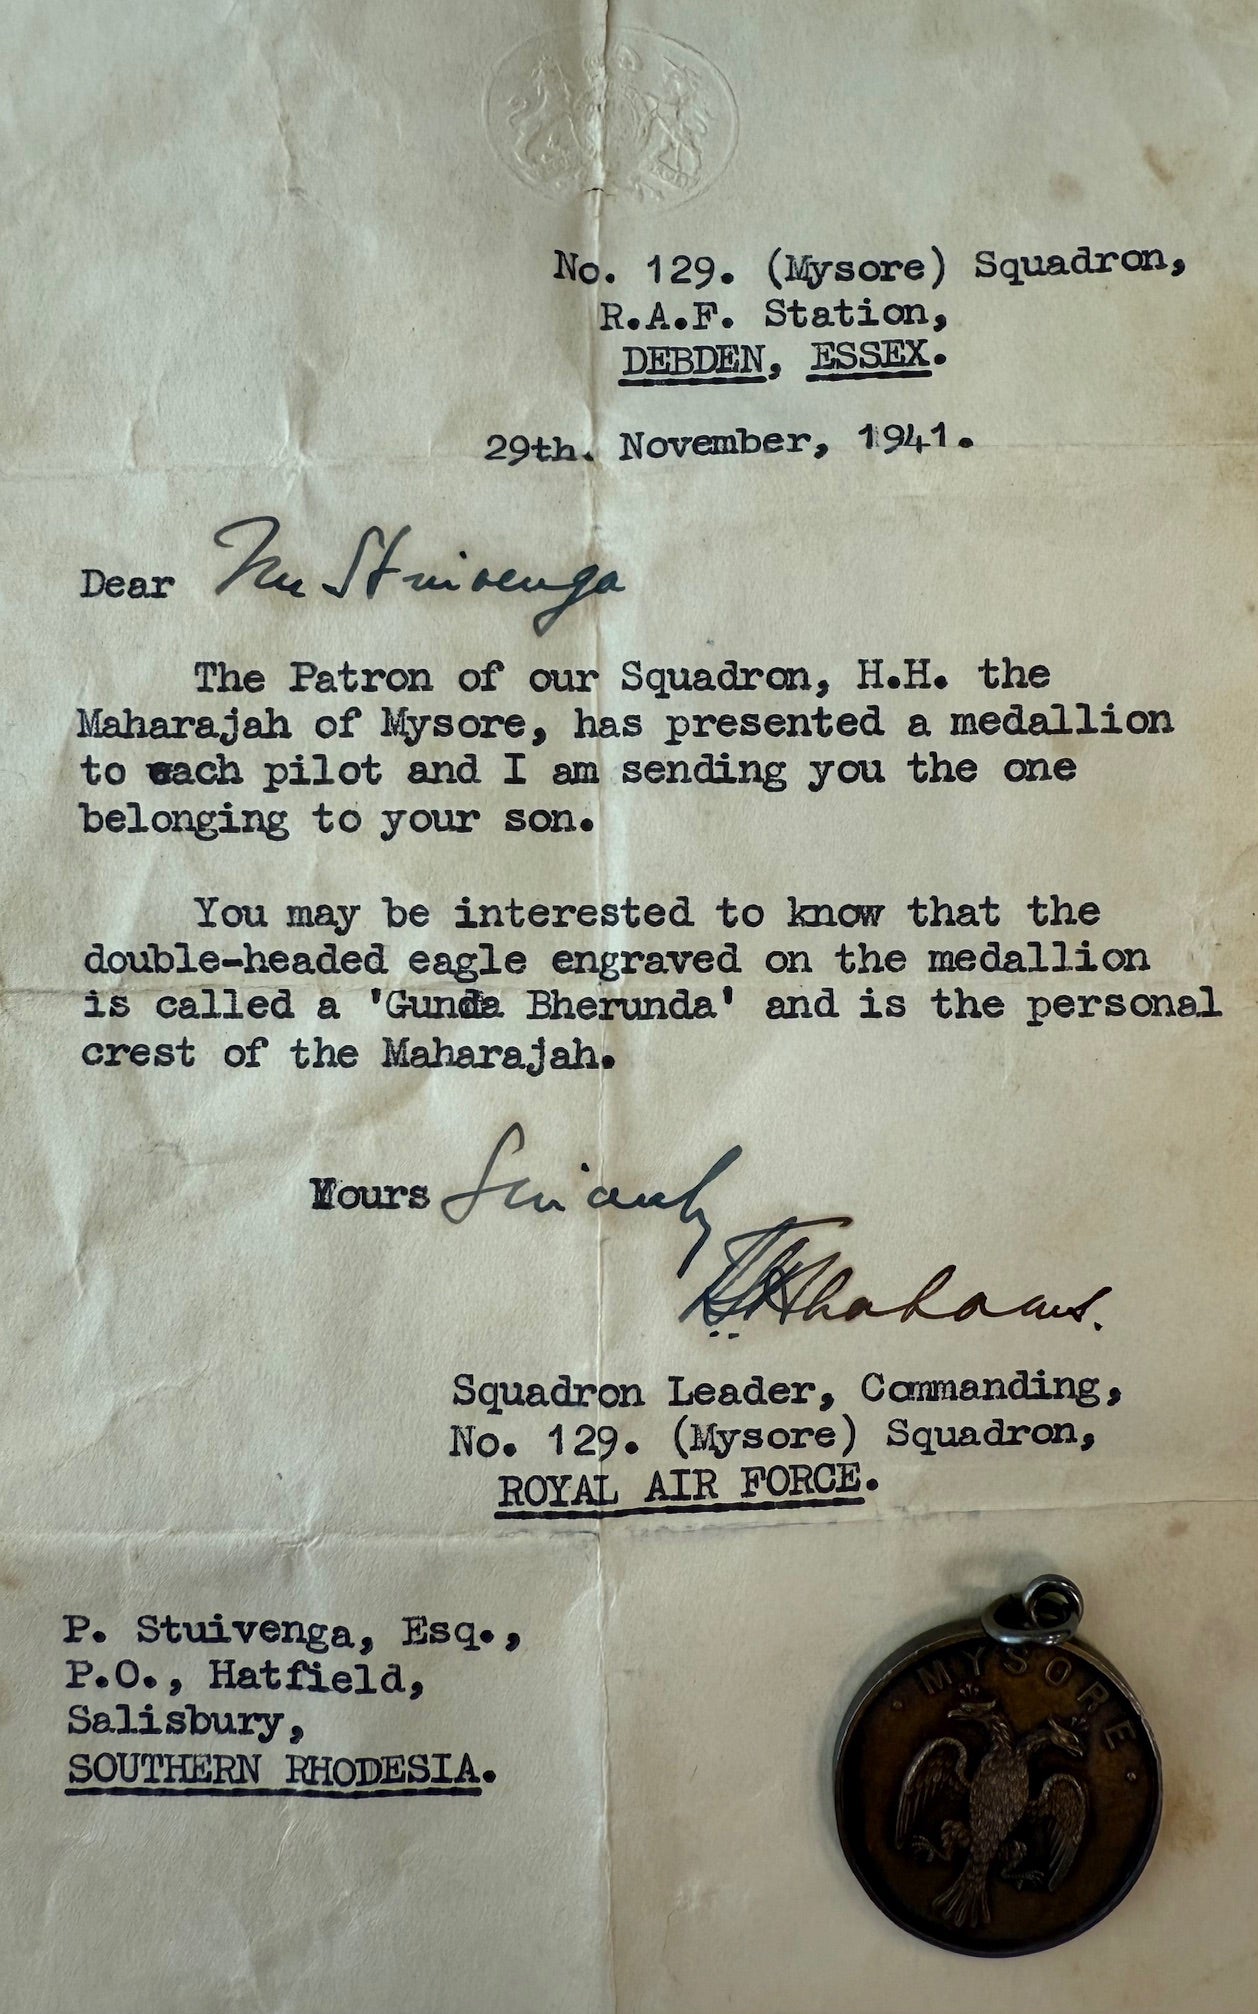 No. 129. (Mysore) Squadron,
R.A.F. Station,
DEBDEN, ESSEX.
29th. November, 1941.
Dear Mr Stuivenga
The Patron of our Squadron, H.H. the
Maharajah of Mysore, has presented a medallion
to each pilot and I am sending you the one
belonging to your son.
You may be interested to know that the
double-headed eagle engraved on the medallion
is called a 'Gunda Bherunda' and is the personal
crest of the Maharajah.
Yours Sincerely
Squadron Leader, Commanding,
No. 129. (Mysore) Squadron,
ROYAL AIR FORCE.
P. Stuivenga, Esq.,
P.O., Hatfield,
Salisbury,
SOUTHERN RHODESIA.
· MYSORE ·